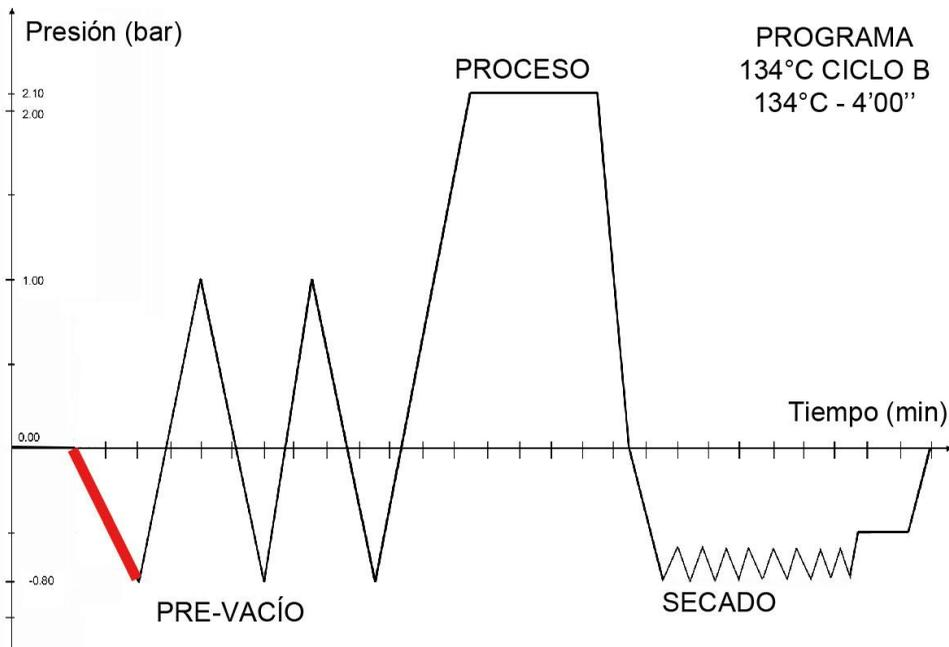 Presión (bar)
PROGRAMA
134°C CICLO B
134°C - 4’00’’
PROCESO
2.10
2.00
1.00
0.00
-0.80
Tiempo (min)
PRE-VACÍO
SECADO